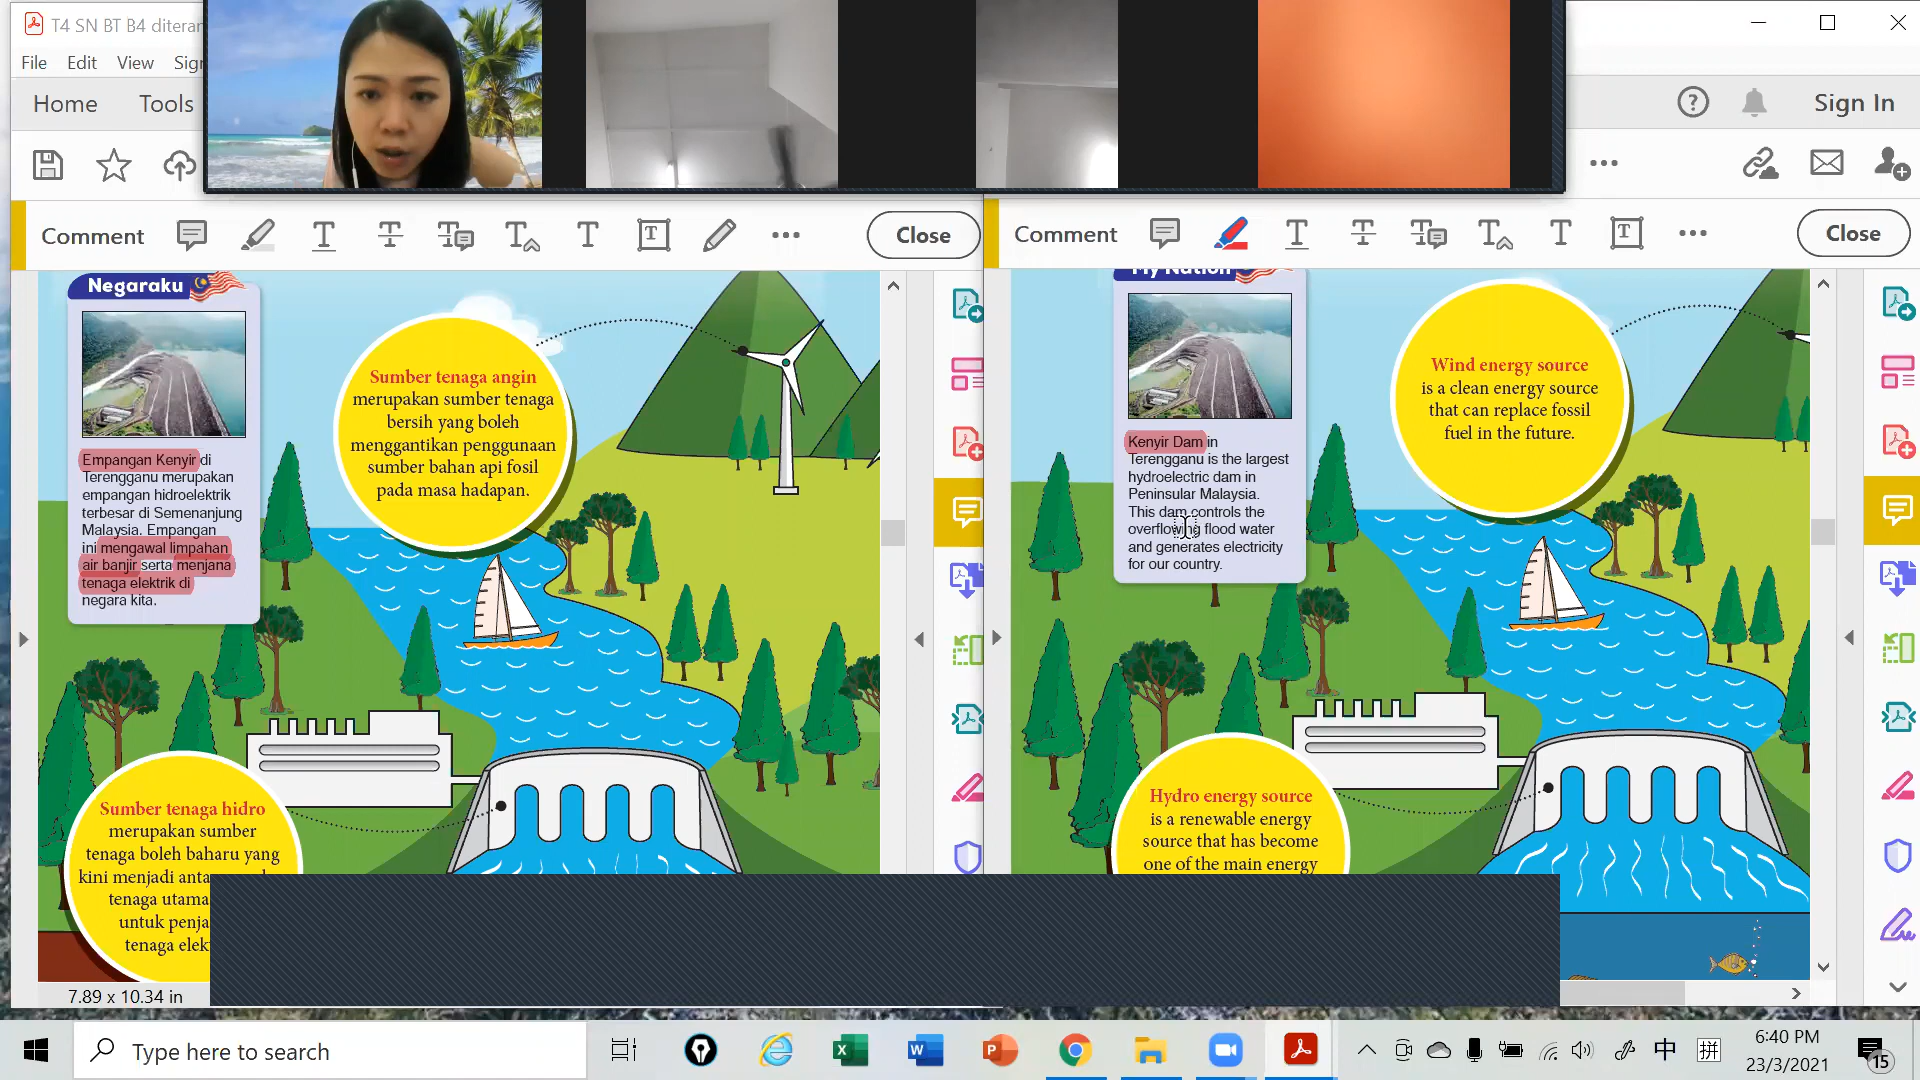 T4 SN BT B4 diteran
File Edit View Sign
Home Tools
Sign In
Comment
Close
Comment
Close
Negaraku
Empangan Kenyir di
Terengganu merupakan
empangan hidroelektrik
terbesar di Semenanjung
Malaysia. Empangan
ini mengawal limpahan
air banjir serta menjana
tenaga elektrik di
negara kita.
Sumber tenaga angin
merupakan sumber tenaga
bersih yang boleh
menggantikan penggunaan
sumber bahan api fosil
pada masa hadapan.
Sumber tenaga hidro
merupakan sumber
tenaga boleh baharu yang
kini menjadi anta
tenaga utama
untuk penja
tenaga elek
7.89 x 10.34 in
My Nation
Kenyir Dam in
Terengganu is the largest
hydroelectric dam in
Peninsular Malaysia.
This dam controls the
overflowing flood water
and generates electricity
for our country.
Wind energy source
is a clean energy source
that can replace fossil
fuel in the future.
Hydro energy source
is a renewable energy
source that has become
one of the main energy
Type here to search
中
拼
6:40 PM
23/3/2021
15